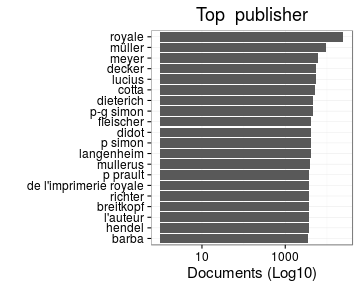 Top publisher
royale
müller
meyer
decker
lucius
cotta
dieterich
p-g simon
fleischer
didot
p simon
langenheim
mullerus
p prault
de l'imprimerie royale
richter
breitkopf
l'auteur
hendel
barba
10 1000
Documents (Log10)